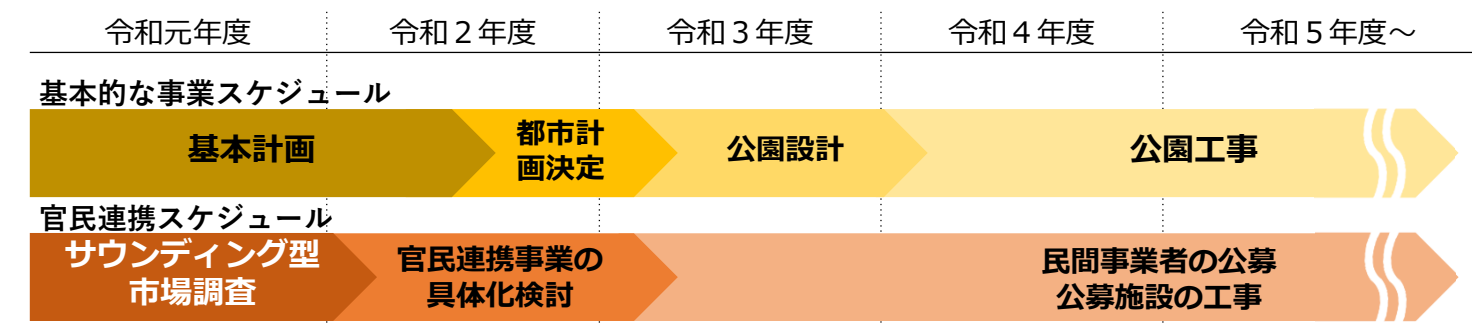 令和元年度 令和２年度 令和３年度 令和４年度 令和５年度～
基本的な事業スケジュール
基本計画
都市計
画決定
公園設計
公園工事
官民連携スケジュール
サウンディング型
市場調査
官民連携事業の
具体化検討
民間事業者の公募
公募施設の工事